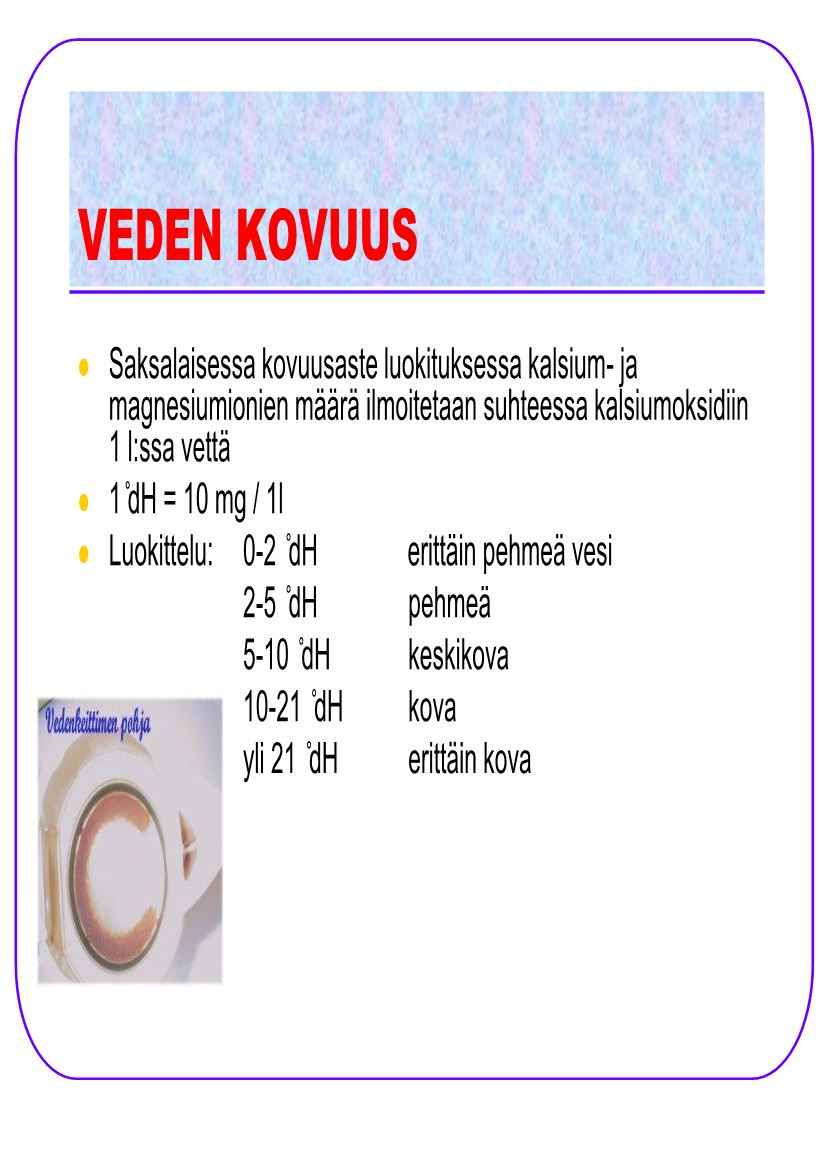 VEDEN KOVUUS
Saksalaisessa kovuusaste luokituksessa kalsium- ja
magnesiumionien määrä ilmoitetaan suhteessa kalsiumoksidiin
1 l:ssa vettä
1 °dH = 10 mg / 1l
Luokittelu: 0-2 °dH erittäin pehmeä vesi
2-5 °dH pehmeä
5-10 °dH keskikova
10-21 °dH kova
yli 21 °dH erittäin kova
Vedenkeittimen pohja